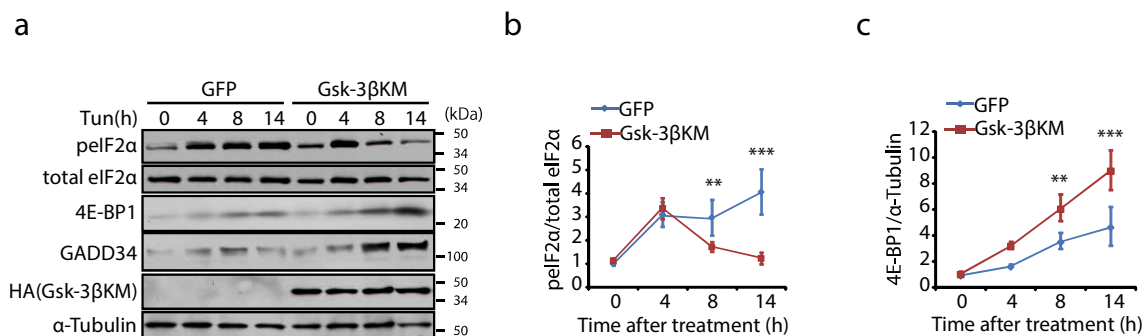 a
GFP Gsk-3βKM
Tun(h) 0 4 8 14 0 4 8 14 (kDa)
peIF2α 50
34
total eIF2α 50
34
4E-BP1
20
GADD34
100
HA(Gsk-3βKM) 50
34
α-Tubulin 50
b
GFP
Gsk-3βKM
peIF2α/total eIF2α
6
5
4
3
2
1
0
** ***
0 4 8 14
Time after treatment (h)
c
GFP
Gsk-3βKM
4E-BP1/α-Tubulin
12
10
8
6
4
2
0
** ***
0 4 8 14
Time after treatment (h)